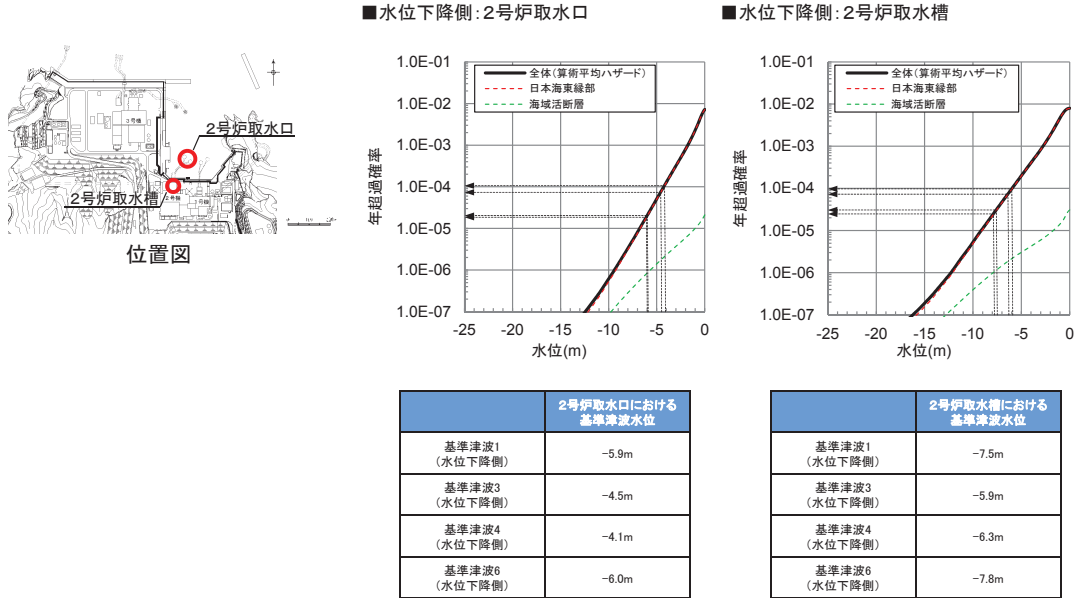 ■水位下降側：2号炉取水口
■水位下降側：2号炉取水槽
2号炉取水口
2号炉取水槽
3号機
2号機
1号機
位置図
年超過確率
1.0E-01
1.0E-02
1.0E-03
1.0E-04
1.0E-05
1.0E-06
1.0E-07
全体(算術平均ハザード)
日本海東縁部
海域活断層
-25 -20 -15 -10 -5 0
水位(m)
年超過確率
1.0E-01
1.0E-02
1.0E-03
1.0E-04
1.0E-05
1.0E-06
1.0E-07
全体(算術平均ハザード)
日本海東縁部
海域活断層
-25 -20 -15 -10 -5 0
水位(m)
2号炉取水口における
基準津波水位
基準津波1
(水位下降側)
-5.9m
基準津波3
(水位下降側)
-4.5m
基準津波4
(水位下降側)
-4.1m
基準津波6
(水位下降側)
-6.0m
2号炉取水槽における
基準津波水位
基準津波1
(水位下降側)
-7.5m
基準津波3
(水位下降側)
-5.9m
基準津波4
(水位下降側)
-6.3m
基準津波6
(水位下降側)
-7.8m